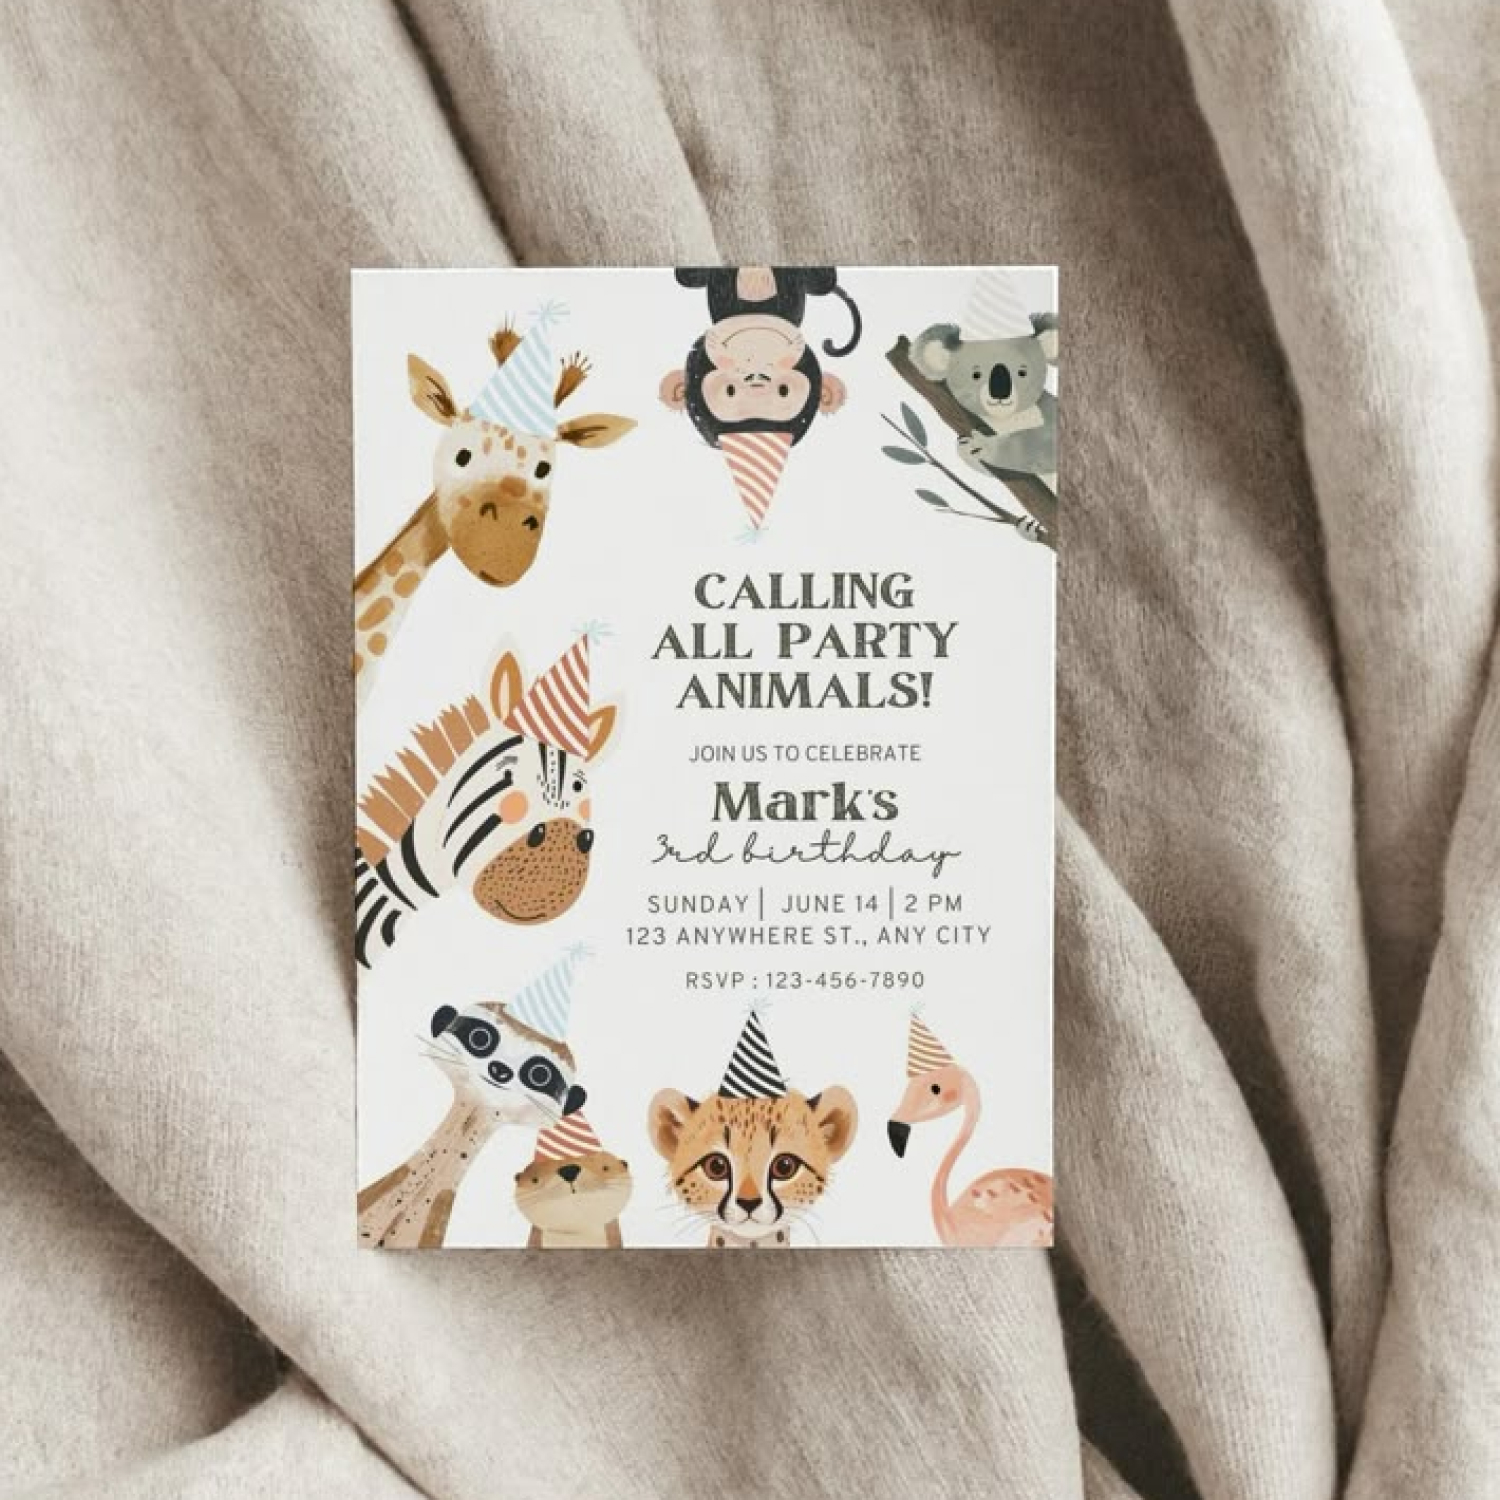 CALLING
ALL PARTY
ANIMALS!
JOIN US TO CELEBRATE
Mark's
3rd birthday
SUNDAY | JUNE 14 | 2 PM
123 ANYWHERE ST., ANY CITY
RSVP : 123-456-7890